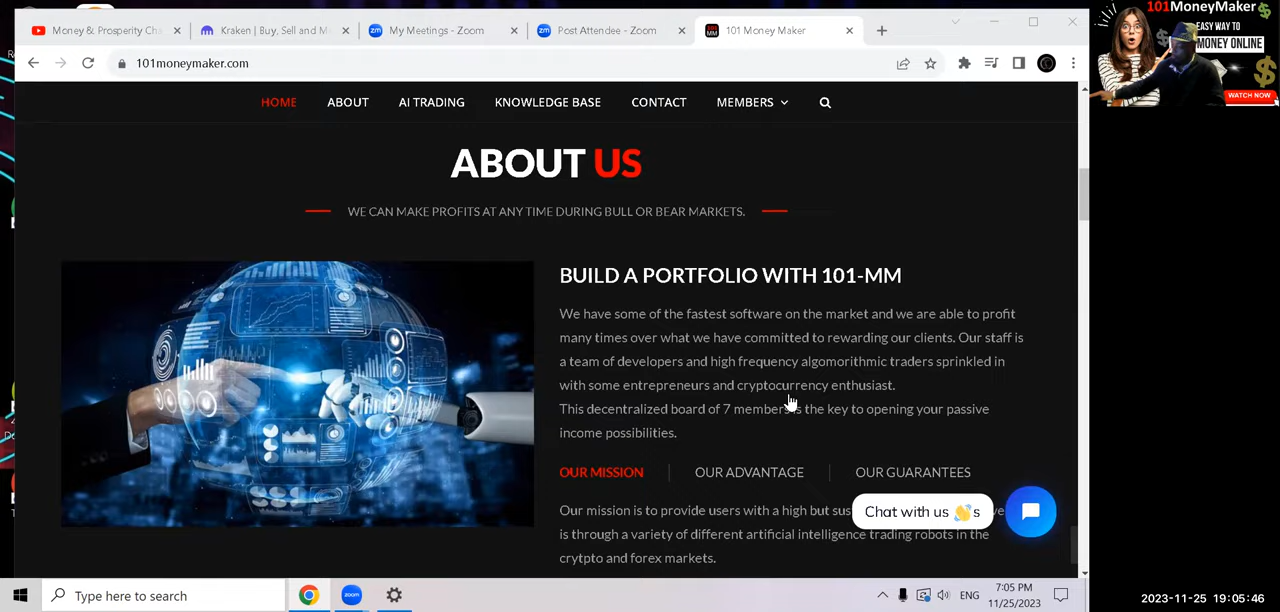 Money & Prosperity Cha
Kraken | Buy, Sell and M
My Meetings - Zoom
Post Attendee - Zoom
101 Money Maker
101moneymaker.com
HOME
ABOUT
AI TRADING
KNOWLEDGE BASE
CONTACT
MEMBERS
ABOUT US
WE CAN MAKE PROFITS AT ANY TIME DURING BULL OR BEAR MARKETS.
BUILD A PORTFOLIO WITH 101-MM
We have some of the fastest software on the market and we are able to profit
many times over what we have committed to rewarding our clients. Our staff is
a team of developers and high frequency algomorithmic traders sprinkled in
with some entrepreneurs and cryptocurrency enthusiast.
This decentralized board of 7 members is the key to opening your passive
income possibilities.
OUR MISSION
OUR ADVANTAGE
OUR GUARANTEES
Our mission is to provide users with a high but sus
is through a variety of different artificial intelligence trading robots in the
crytpto and forex markets.
Chat with us 👋s
101MoneyMaker
EASY WAY TO
MONEY ONLINE
WATCH NOW
Type here to search
zoom
ENG
7:05 PM
11/25/2023
2023-11-25 19:05:46